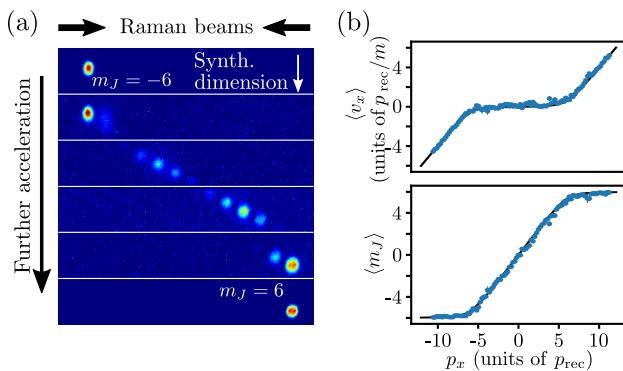 (a)
Raman beams
m_J = −6
Synth.
dimension
Further acceleration
m_J = 6
(b)
⟨v_x⟩
(units of p_rec/m)
4
0
-4
⟨m_J⟩
4
0
-4
-10 -5 0 5 10
p_x (units of p_rec)